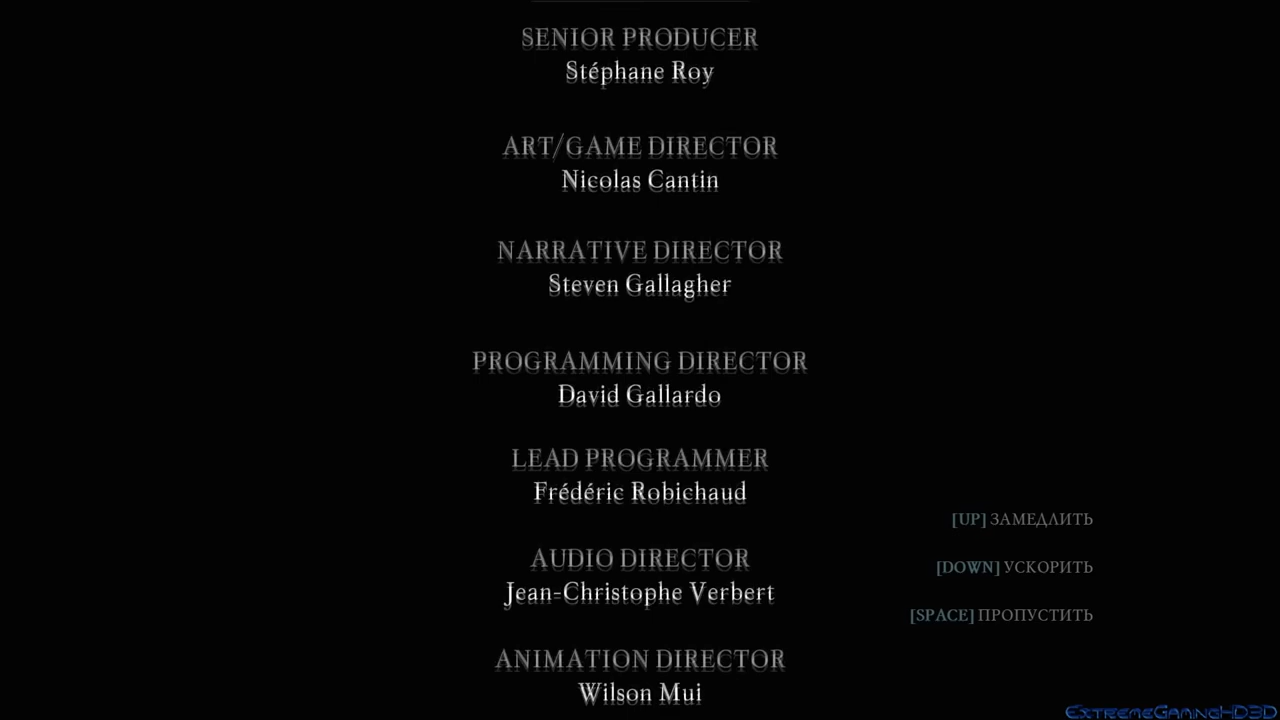 SENIOR PRODUCER
Stéphane Roy
ART/GAME DIRECTOR
Nicolas Cantin
NARRATIVE DIRECTOR
Steven Gallagher
PROGRAMMING DIRECTOR
David Gallardo
LEAD PROGRAMMER
Frédéric Robichaud
[UP] ЗАМЕДЛИТЬ
AUDIO DIRECTOR
[DOWN] УСКОРИТЬ
Jean-Christophe Verbert
[SPACE] ПРОПУСТИТЬ
ANIMATION DIRECTOR
Wilson Mui
ExtremeGamingHD3D